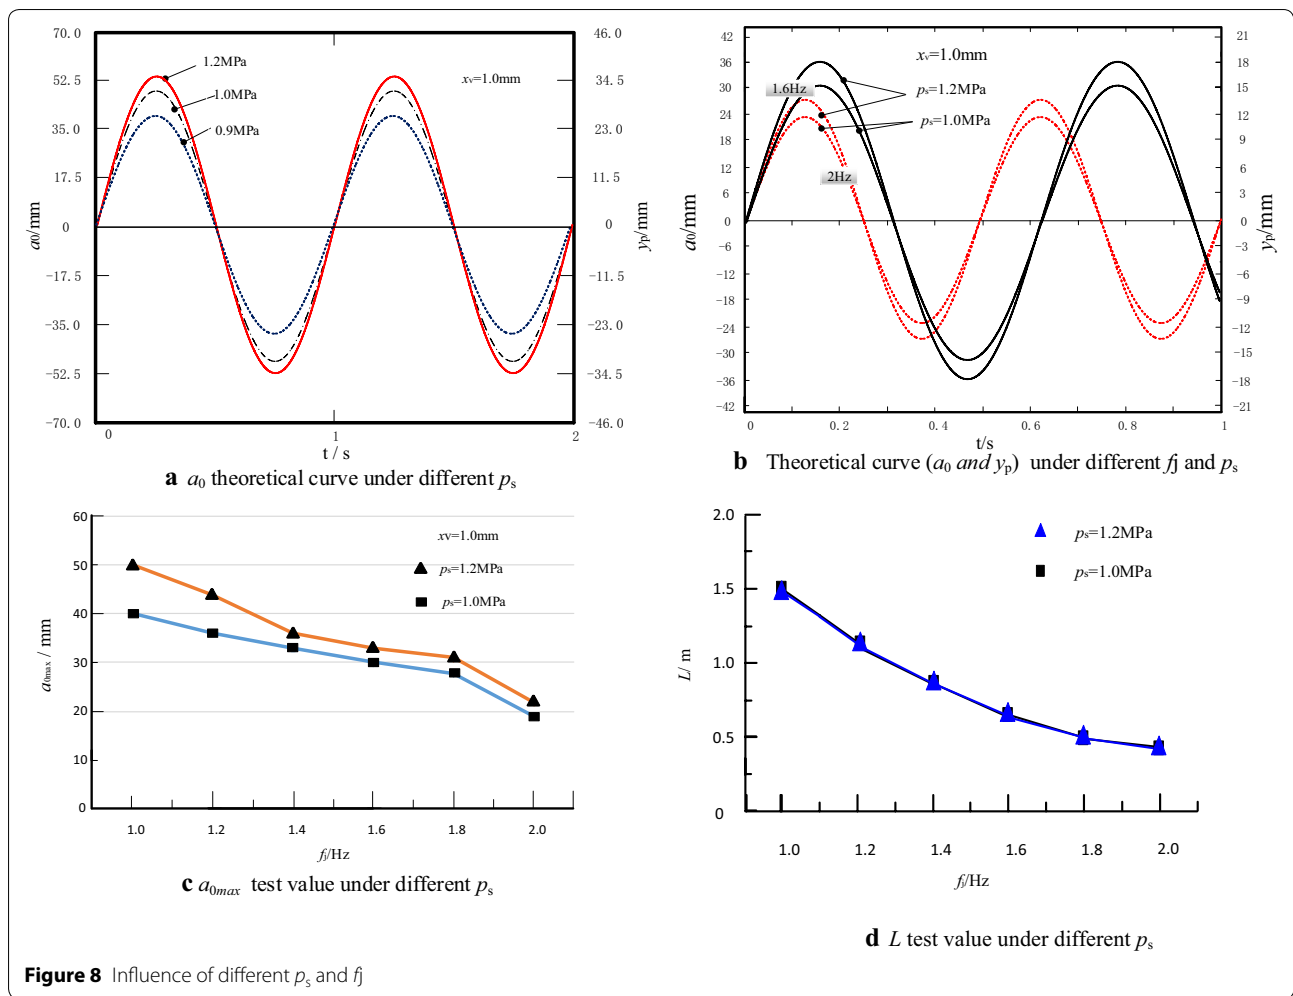 70.0
52.5
35.0
17.5
0
−17.5
−35.0
−52.5
−70.0
a0/mm
1.2MPa
1.0MPa
0.9MPa
xv=1.0mm
46.0
34.5
23.0
11.5
0
−11.5
−23.0
−34.5
−46.0
yp/mm
0 1 2
t / s
a a0 theoretical curve under different ps
42
36
30
24
18
12
6
0
−6
−12
−18
−24
−30
−36
−42
a0/mm
xv=1.0mm
1.6Hz
ps=1.2MPa
ps=1.0MPa
2Hz
21
18
15
12
9
6
3
0
−3
−6
−9
−12
−15
−18
−21
yp/mm
0 0.2 0.4 0.6 0.8 1
t/s
b Theoretical curve (a0 and yp) under different fj and ps
60
50
40
30
20
10
0
a0max / mm
xv=1.0mm
ps=1.2MPa
ps=1.0MPa
1.0 1.2 1.4 1.6 1.8 2.0
fj/Hz
c a0max test value under different ps
2.0
1.5
1.0
0.5
0
L/ m
ps=1.2MPa
ps=1.0MPa
1.0 1.2 1.4 1.6 1.8 2.0
fj/Hz
d L test value under different ps
Figure 8 Influence of different ps and fj